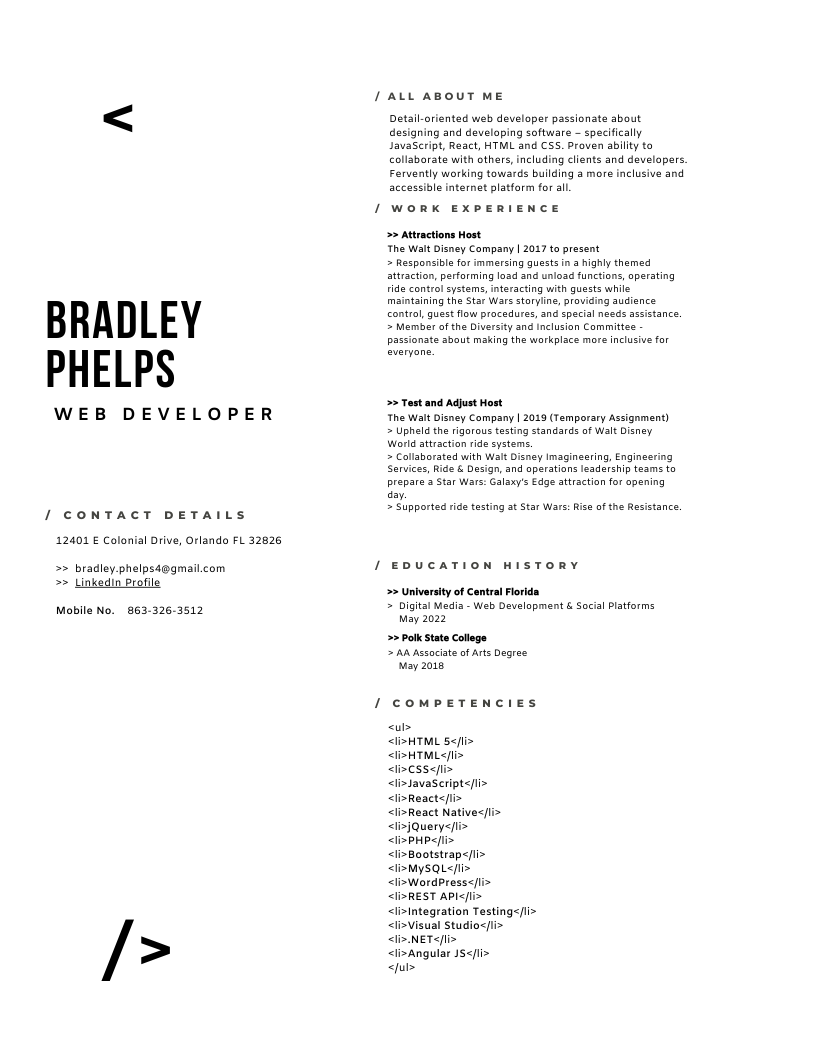 <
BRADLEY
PHELPS
WEB DEVELOPER
/ CONTACT DETAILS
12401 E Colonial Drive, Orlando FL 32826
>> bradley.phelps4@gmail.com
>> LinkedIn Profile
Mobile No. 863-326-3512
/>
/ ALL ABOUT ME
Detail-oriented web developer passionate about
designing and developing software – specifically
JavaScript, React, HTML and CSS. Proven ability to
collaborate with others, including clients and developers.
Fervently working towards building a more inclusive and
accessible internet platform for all.
/ WORK EXPERIENCE
>> Attractions Host
The Walt Disney Company | 2017 to present
> Responsible for immersing guests in a highly themed
attraction, performing load and unload functions, operating
ride control systems, interacting with guests while
maintaining the Star Wars storyline, providing audience
control, guest flow procedures, and special needs assistance.
> Member of the Diversity and Inclusion Committee -
passionate about making the workplace more inclusive for
everyone.
>> Test and Adjust Host
The Walt Disney Company | 2019 (Temporary Assignment)
> Upheld the rigorous testing standards of Walt Disney
World attraction ride systems.
> Collaborated with Walt Disney Imagineering, Engineering
Services, Ride & Design, and operations leadership teams to
prepare a Star Wars: Galaxy's Edge attraction for opening
day.
> Supported ride testing at Star Wars: Rise of the Resistance.
/ EDUCATION HISTORY
>> University of Central Florida
> Digital Media - Web Development & Social Platforms
May 2022
>> Polk State College
> AA Associate of Arts Degree
May 2018
/ COMPETENCIES
<ul>
<li>HTML 5</li>
<li>HTML</li>
<li>CSS</li>
<li>JavaScript</li>
<li>React</li>
<li>React Native</li>
<li>jQuery</li>
<li>PHP</li>
<li>Bootstrap</li>
<li>MySQL</li>
<li>WordPress</li>
<li>REST API</li>
<li>Integration Testing</li>
<li>Visual Studio</li>
<li>.NET</li>
<li>Angular JS</li>
</ul>